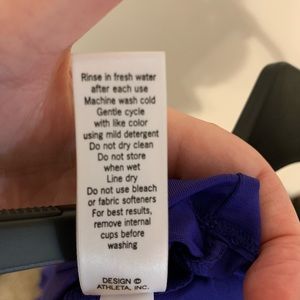 Rinse in fresh water
after each use
Machine wash cold
Gentle cycle
with like color
using mild detergent
Do not dry clean
Do not store
when wet
Line dry
Do not use bleach
or fabric softeners
For best results,
remove internal
cups before
washing
DESIGN ©
ATHLETA, INC.